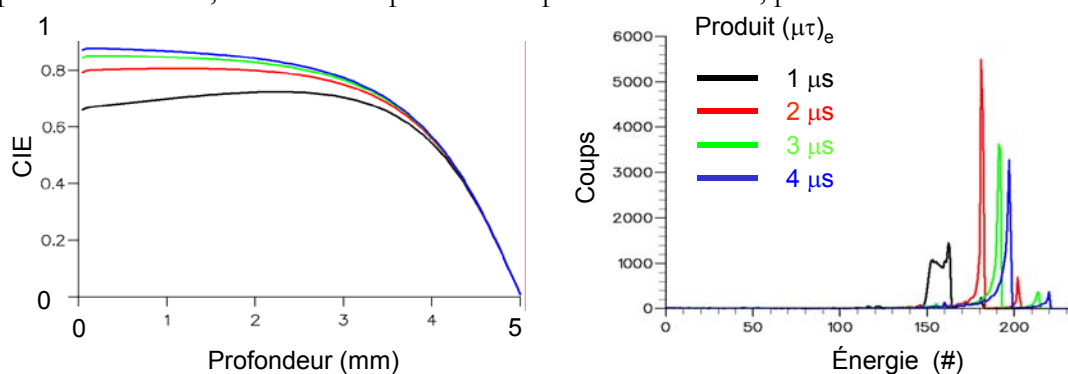 1
0.8
0.6
0.4
0.2
0
CIE
0
1
2
3
4
5
Profondeur (mm)
6000
5000
4000
3000
2000
1000
0
Coups
0
50
100
150
200
Énergie (#)
Produit (μτ)e
1 μs
2 μs
3 μs
4 μs